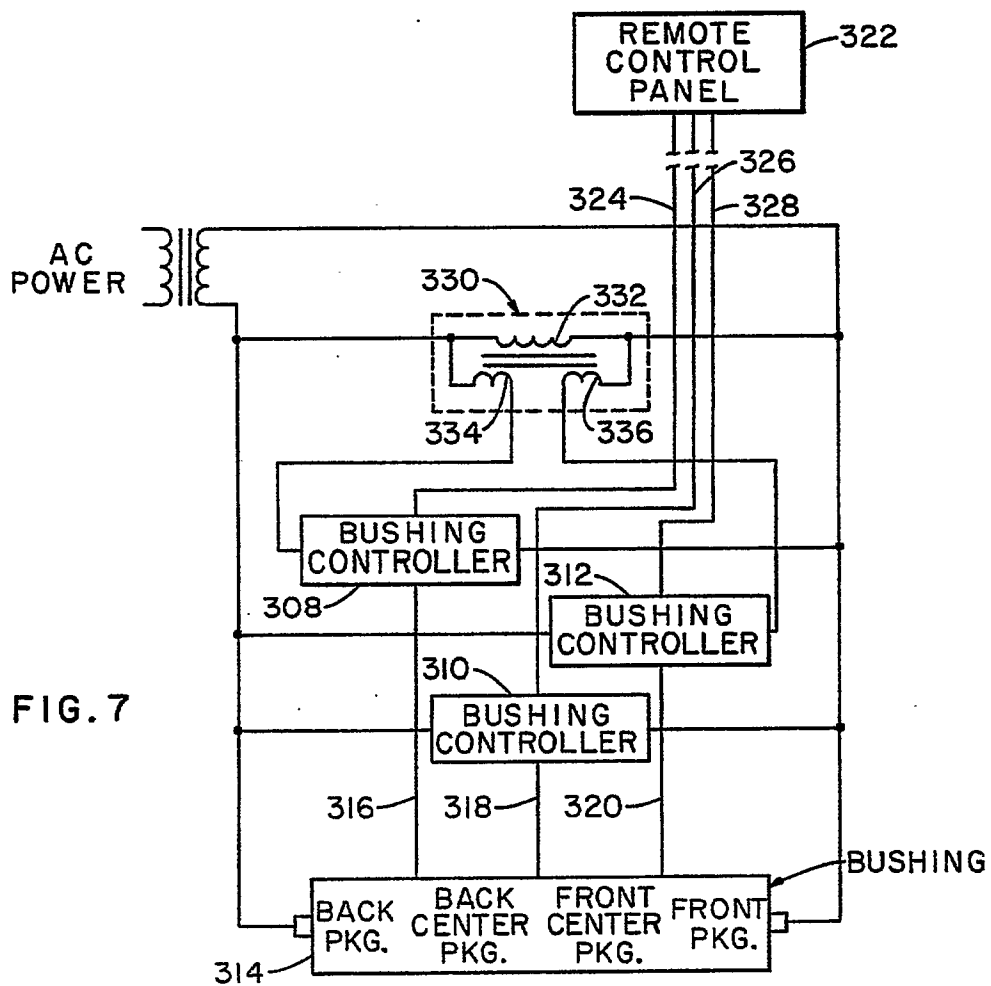 REMOTE
CONTROL
PANEL
322
326
324
328
AC
POWER
330
332
334
336
BUSHING
CONTROLLER
308
312
BUSHING
CONTROLLER
310
BUSHING
CONTROLLER
FIG. 7
316
318
320
BUSHING
BACK
PKG.
BACK
CENTER
PKG.
FRONT
CENTER
PKG.
FRONT
PKG.
314